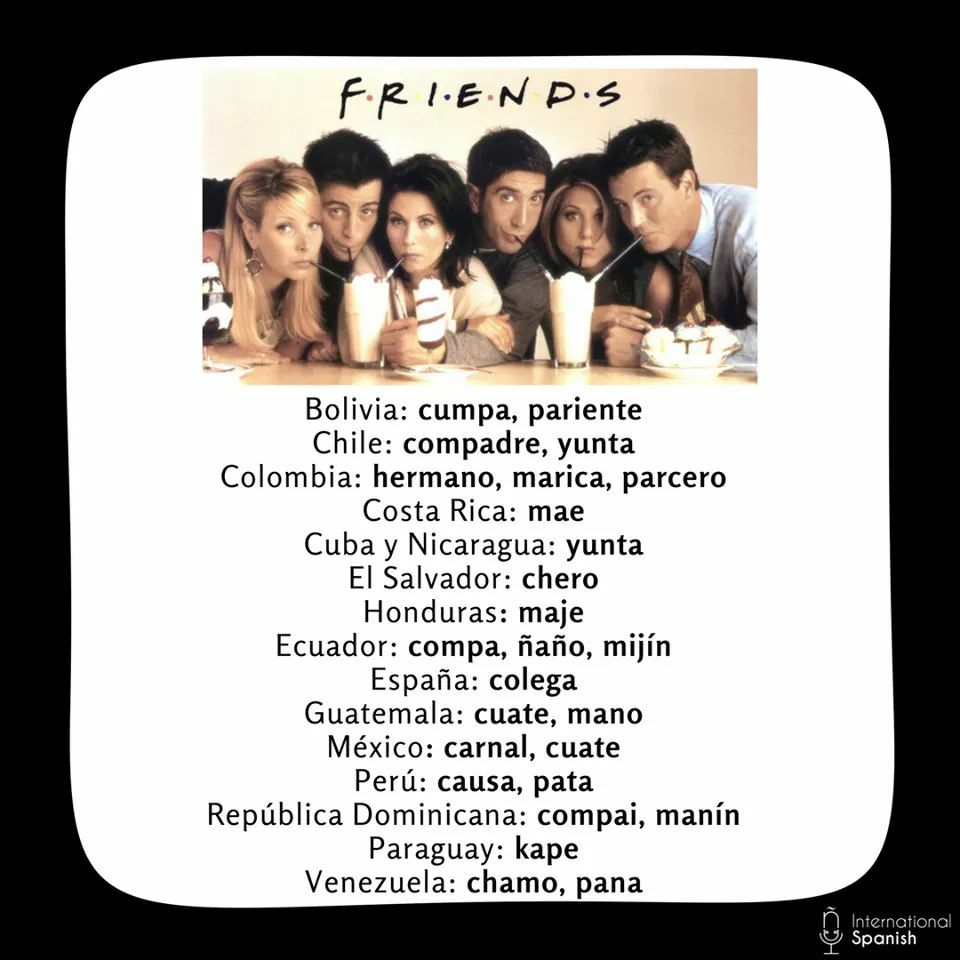 F·R·I·E·N·D·S
Bolivia: cumpa, pariente
Chile: compadre, yunta
Colombia: hermano, marica, parcero
Costa Rica: mae
Cuba y Nicaragua: yunta
El Salvador: chero
Honduras: maje
Ecuador: compa, ñaño, mijín
España: colega
Guatemala: cuate, mano
México: carnal, cuate
Perú: causa, pata
República Dominicana: compai, manín
Paraguay: kape
Venezuela: chamo, pana
Ñ
International
Spanish